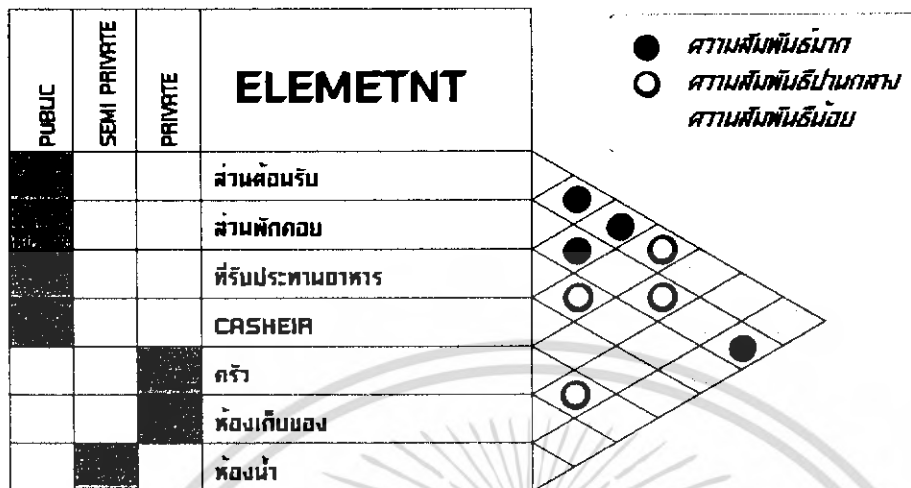 PUBLIC
SEMI PRIVATE
PRIVATE
ELEMETNT
ความสัมพันธ์มาก
ความสัมพันธ์ปานกลาง
ความสัมพันธ์น้อย
ส่วนต้อนรับ
ส่วนพักคอย
ที่รับประทานอาหาร
CASHEIR
ครัว
ห้องเก็บของ
ห้องน้ำ